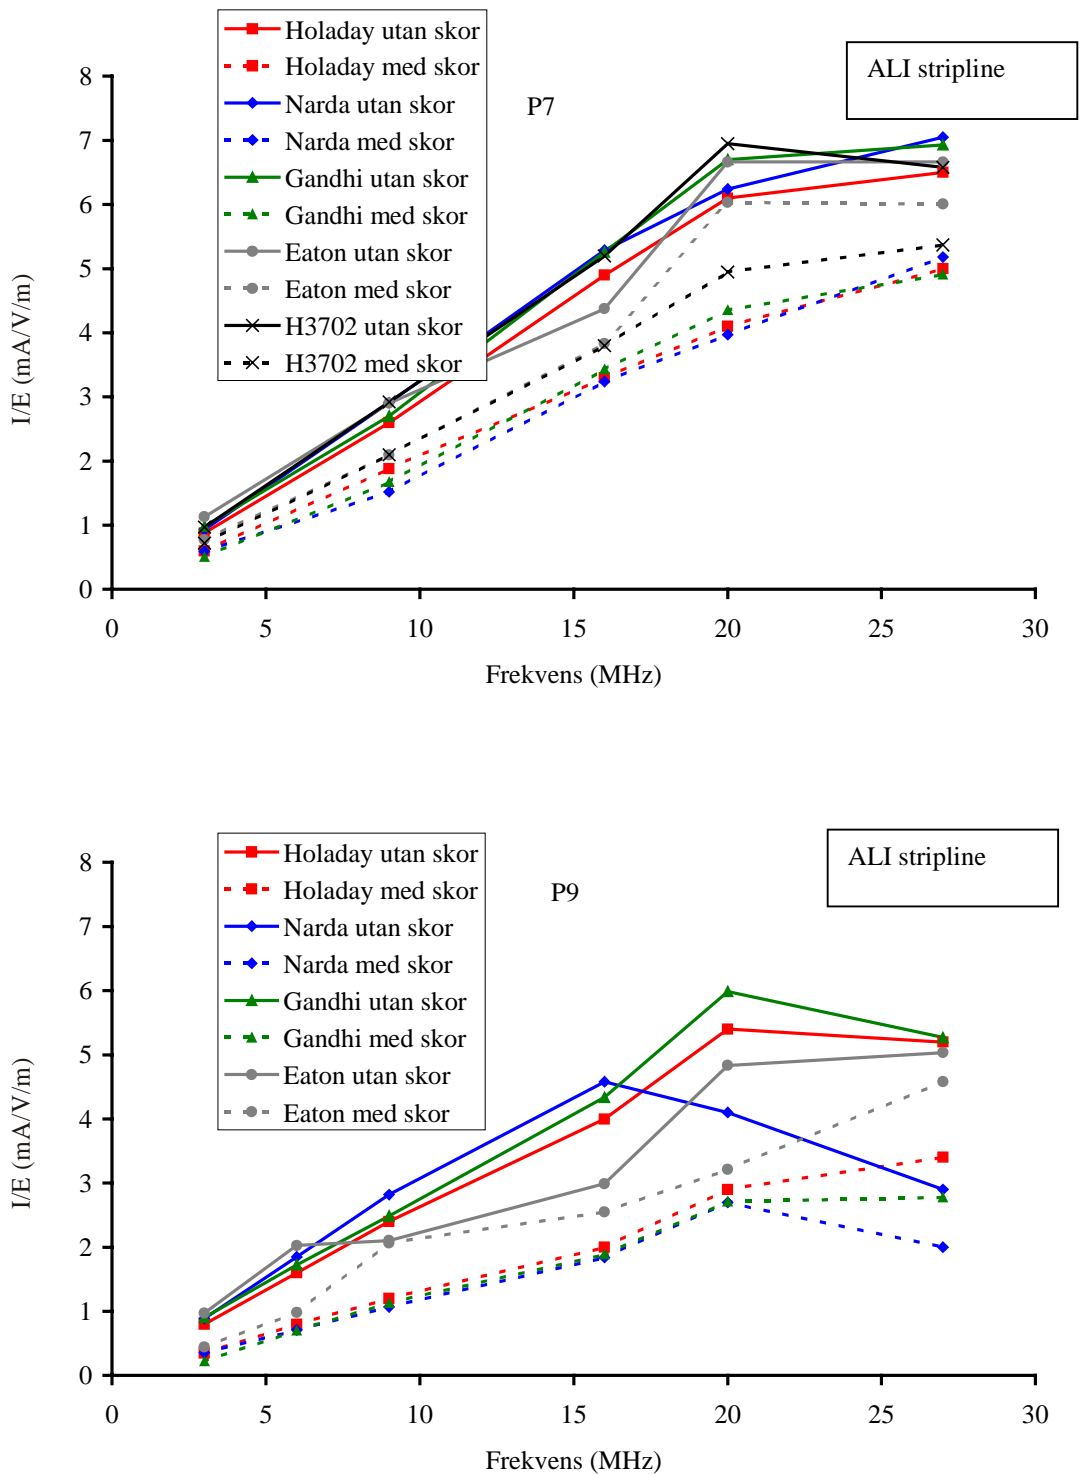 Holaday utan skor
Holaday med skor
Narda utan skor
Narda med skor
Gandhi utan skor
Gandhi med skor
Eaton utan skor
Eaton med skor
H3702 utan skor
H3702 med skor
P7
ALI stripline
8
7
6
5
4
3
2
1
0
I/E (mA/V/m)
0 5 10 15 20 25 30
Frekvens (MHz)
Holaday utan skor
Holaday med skor
Narda utan skor
Narda med skor
Gandhi utan skor
Gandhi med skor
Eaton utan skor
Eaton med skor
P9
ALI stripline
8
7
6
5
4
3
2
1
0
I/E (mA/V/m)
0 5 10 15 20 25 30
Frekvens (MHz)